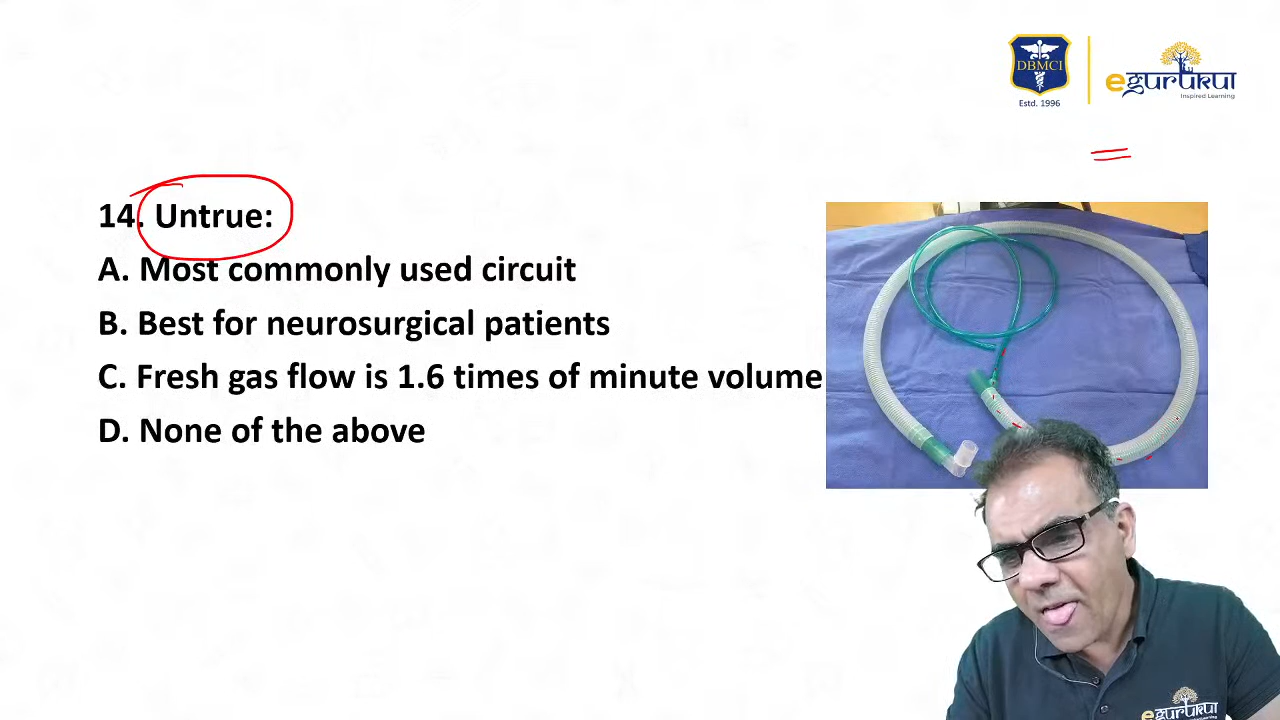 DBMCI
Estd. 1996
egurukul
Inspired Learning
14. Untrue:
A. Most commonly used circuit
B. Best for neurosurgical patients
C. Fresh gas flow is 1.6 times of minute volume
D. None of the above
egurukul